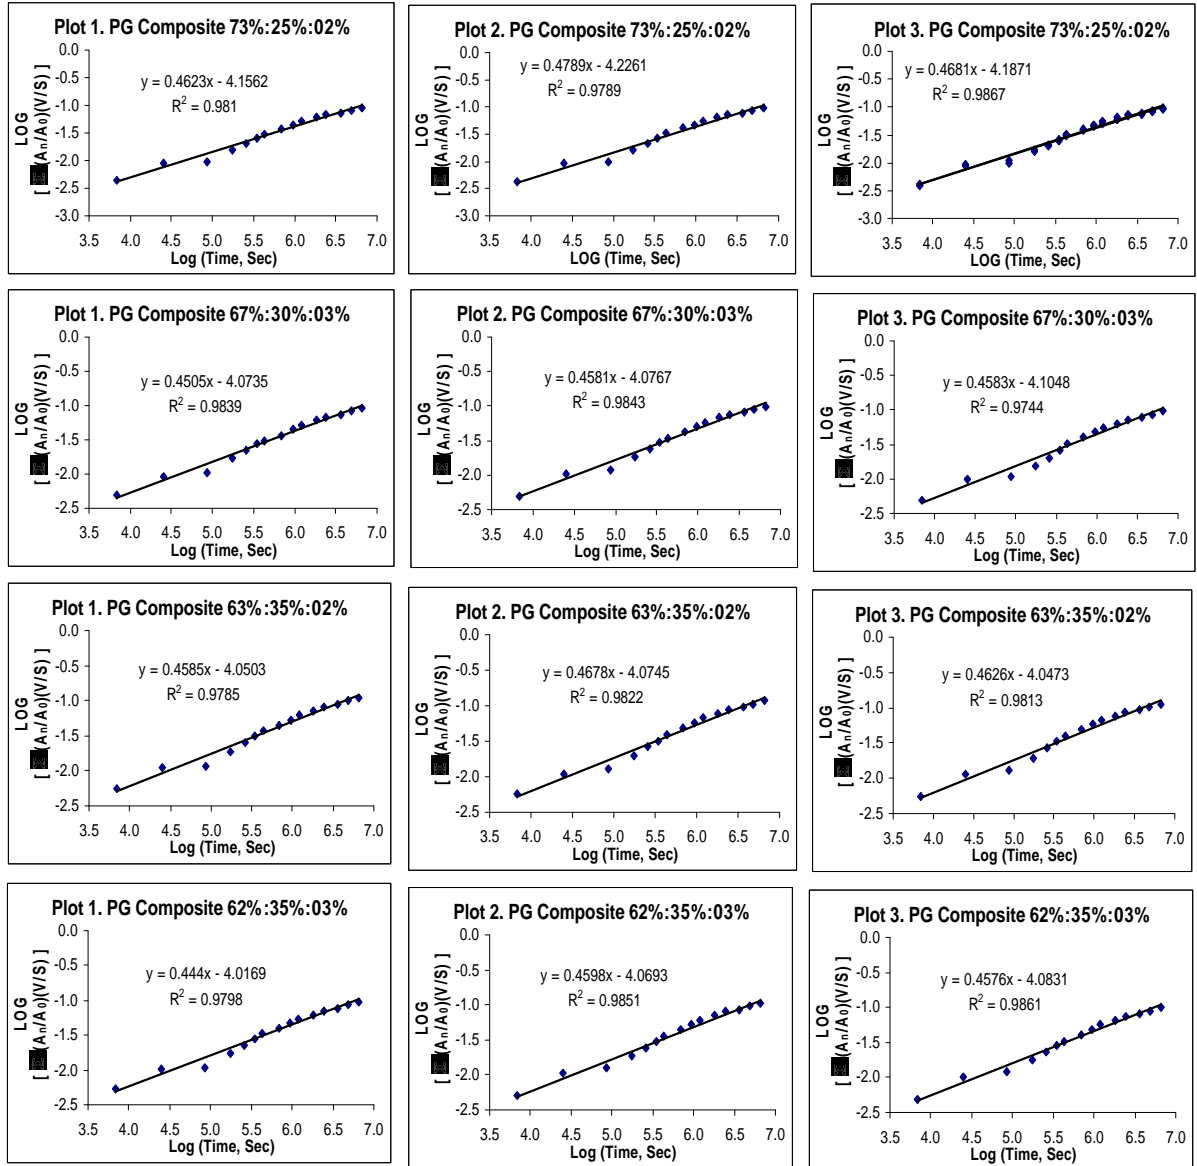 Plot 1. PG Composite 73%:25%:02%
LOG
[ (Aₙ/A₀)(V/S) ]
0.0
-0.5
-1.0
-1.5
-2.0
-2.5
-3.0
y = 0.4623x - 4.1562
R² = 0.981
3.5 4.0 4.5 5.0 5.5 6.0 6.5 7.0
Log (Time, Sec)
Plot 2. PG Composite 73%:25%:02%
LOG
[ (Aₙ/A₀)(V/S) ]
0.0
-0.5
-1.0
-1.5
-2.0
-2.5
-3.0
y = 0.4789x - 4.2261
R² = 0.9789
3.5 4.0 4.5 5.0 5.5 6.0 6.5 7.0
LOG (Time, Sec)
Plot 3. PG Composite 73%:25%:02%
LOG
[ (Aₙ/A₀)(V/S) ]
0.0
-0.5
-1.0
-1.5
-2.0
-2.5
-3.0
y = 0.4681x - 4.1871
R² = 0.9867
3.5 4.0 4.5 5.0 5.5 6.0 6.5 7.0
LOG (Time, Sec)
Plot 1. PG Composite 67%:30%:03%
LOG
[ (Aₙ/A₀)(V/S) ]
0.0
-0.5
-1.0
-1.5
-2.0
-2.5
y = 0.4505x - 4.0735
R² = 0.9839
3.5 4.0 4.5 5.0 5.5 6.0 6.5 7.0
Log (Time, Sec)
Plot 2. PG Composite 67%:30%:03%
LOG
[ (Aₙ/A₀)(V/S) ]
0.0
-0.5
-1.0
-1.5
-2.0
-2.5
y = 0.4581x - 4.0767
R² = 0.9843
3.5 4.0 4.5 5.0 5.5 6.0 6.5 7.0
Log (Time, Sec)
Plot 3. PG Composite 67%:30%:03%
LOG
[ (Aₙ/A₀)(V/S) ]
0.0
-0.5
-1.0
-1.5
-2.0
-2.5
y = 0.4583x - 4.1048
R² = 0.9744
3.5 4.0 4.5 5.0 5.5 6.0 6.5 7.0
Log (Time, Sec)
Plot 1. PG Composite 63%:35%:02%
LOG
[ (Aₙ/A₀)(V/S) ]
0.0
-0.5
-1.0
-1.5
-2.0
-2.5
y = 0.4585x - 4.0503
R² = 0.9785
3.5 4.0 4.5 5.0 5.5 6.0 6.5 7.0
Log (Time, Sec)
Plot 2. PG Composite 63%:35%:02%
LOG
[ (Aₙ/A₀)(V/S) ]
0.0
-0.5
-1.0
-1.5
-2.0
-2.5
y = 0.4678x - 4.0745
R² = 0.9822
3.5 4.0 4.5 5.0 5.5 6.0 6.5 7.0
Log (Time, Sec)
Plot 3. PG Composite 63%:35%:02%
LOG
[ (Aₙ/A₀)(V/S) ]
0.0
-0.5
-1.0
-1.5
-2.0
-2.5
y = 0.4626x - 4.0473
R² = 0.9813
3.5 4.0 4.5 5.0 5.5 6.0 6.5 7.0
Log (Time, Sec)
Plot 1. PG Composite 62%:35%:03%
LOG
[ (Aₙ/A₀)(V/S) ]
0.0
-0.5
-1.0
-1.5
-2.0
-2.5
y = 0.444x - 4.0169
R² = 0.9798
3.5 4.0 4.5 5.0 5.5 6.0 6.5 7.0
Log (Time, Sec)
Plot 2. PG Composite 62%:35%:03%
LOG
[ (Aₙ/A₀)(V/S) ]
0.0
-0.5
-1.0
-1.5
-2.0
-2.5
y = 0.4598x - 4.0693
R² = 0.9851
3.5 4.0 4.5 5.0 5.5 6.0 6.5 7.0
Log (Time, Sec)
Plot 3. PG Composite 62%:35%:03%
LOG
[ (Aₙ/A₀)(V/S) ]
0.0
-0.5
-1.0
-1.5
-2.0
-2.5
y = 0.4576x - 4.0831
R² = 0.9861
3.5 4.0 4.5 5.0 5.5 6.0 6.5 7.0
Log (Time, Sec)